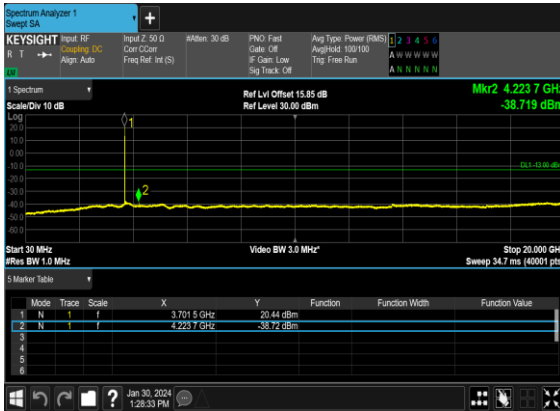 Spectrum Analyzer 1
Swept SA
+
KEYSIGHT Input: RF Input Z: 50 Ω #Atten: 30 dB PNO: Fast Avg Type: Power (RMS) 1 2 3 4 5 6
R T Coupling: DC Corr CCorr Gate: Off Avg|Hold: 100/100 A W W W W W
Align: Auto Freq Ref: Int (S) IF Gain: Low Trig: Free Run
LXI Sig Track: Off A N N N N N
1 Spectrum Ref Lvl Offset 15.85 dB Mkr2 4.223 7 GHz
Scale/Div 10 dB Ref Level 30.00 dBm -38.719 dBm
Log
1
20.0
10.0
0.00
-10.0
DL1 -13.00 dBm
-20.0
-30.0
2
-40.0
-50.0
-60.0
Start 30 MHz Video BW 3.0 MHz* Stop 20.000 GHz
#Res BW 1.0 MHz Sweep 34.7 ms (40001 pts)
5 Marker Table
Mode Trace Scale X Y Function Function Width Function Value
1 N 1 f 3.701 5 GHz 20.44 dBm
2 N 1 f 4.223 7 GHz -38.72 dBm
3
4
5
6
? Jan 30, 2024
1:28:33 PM